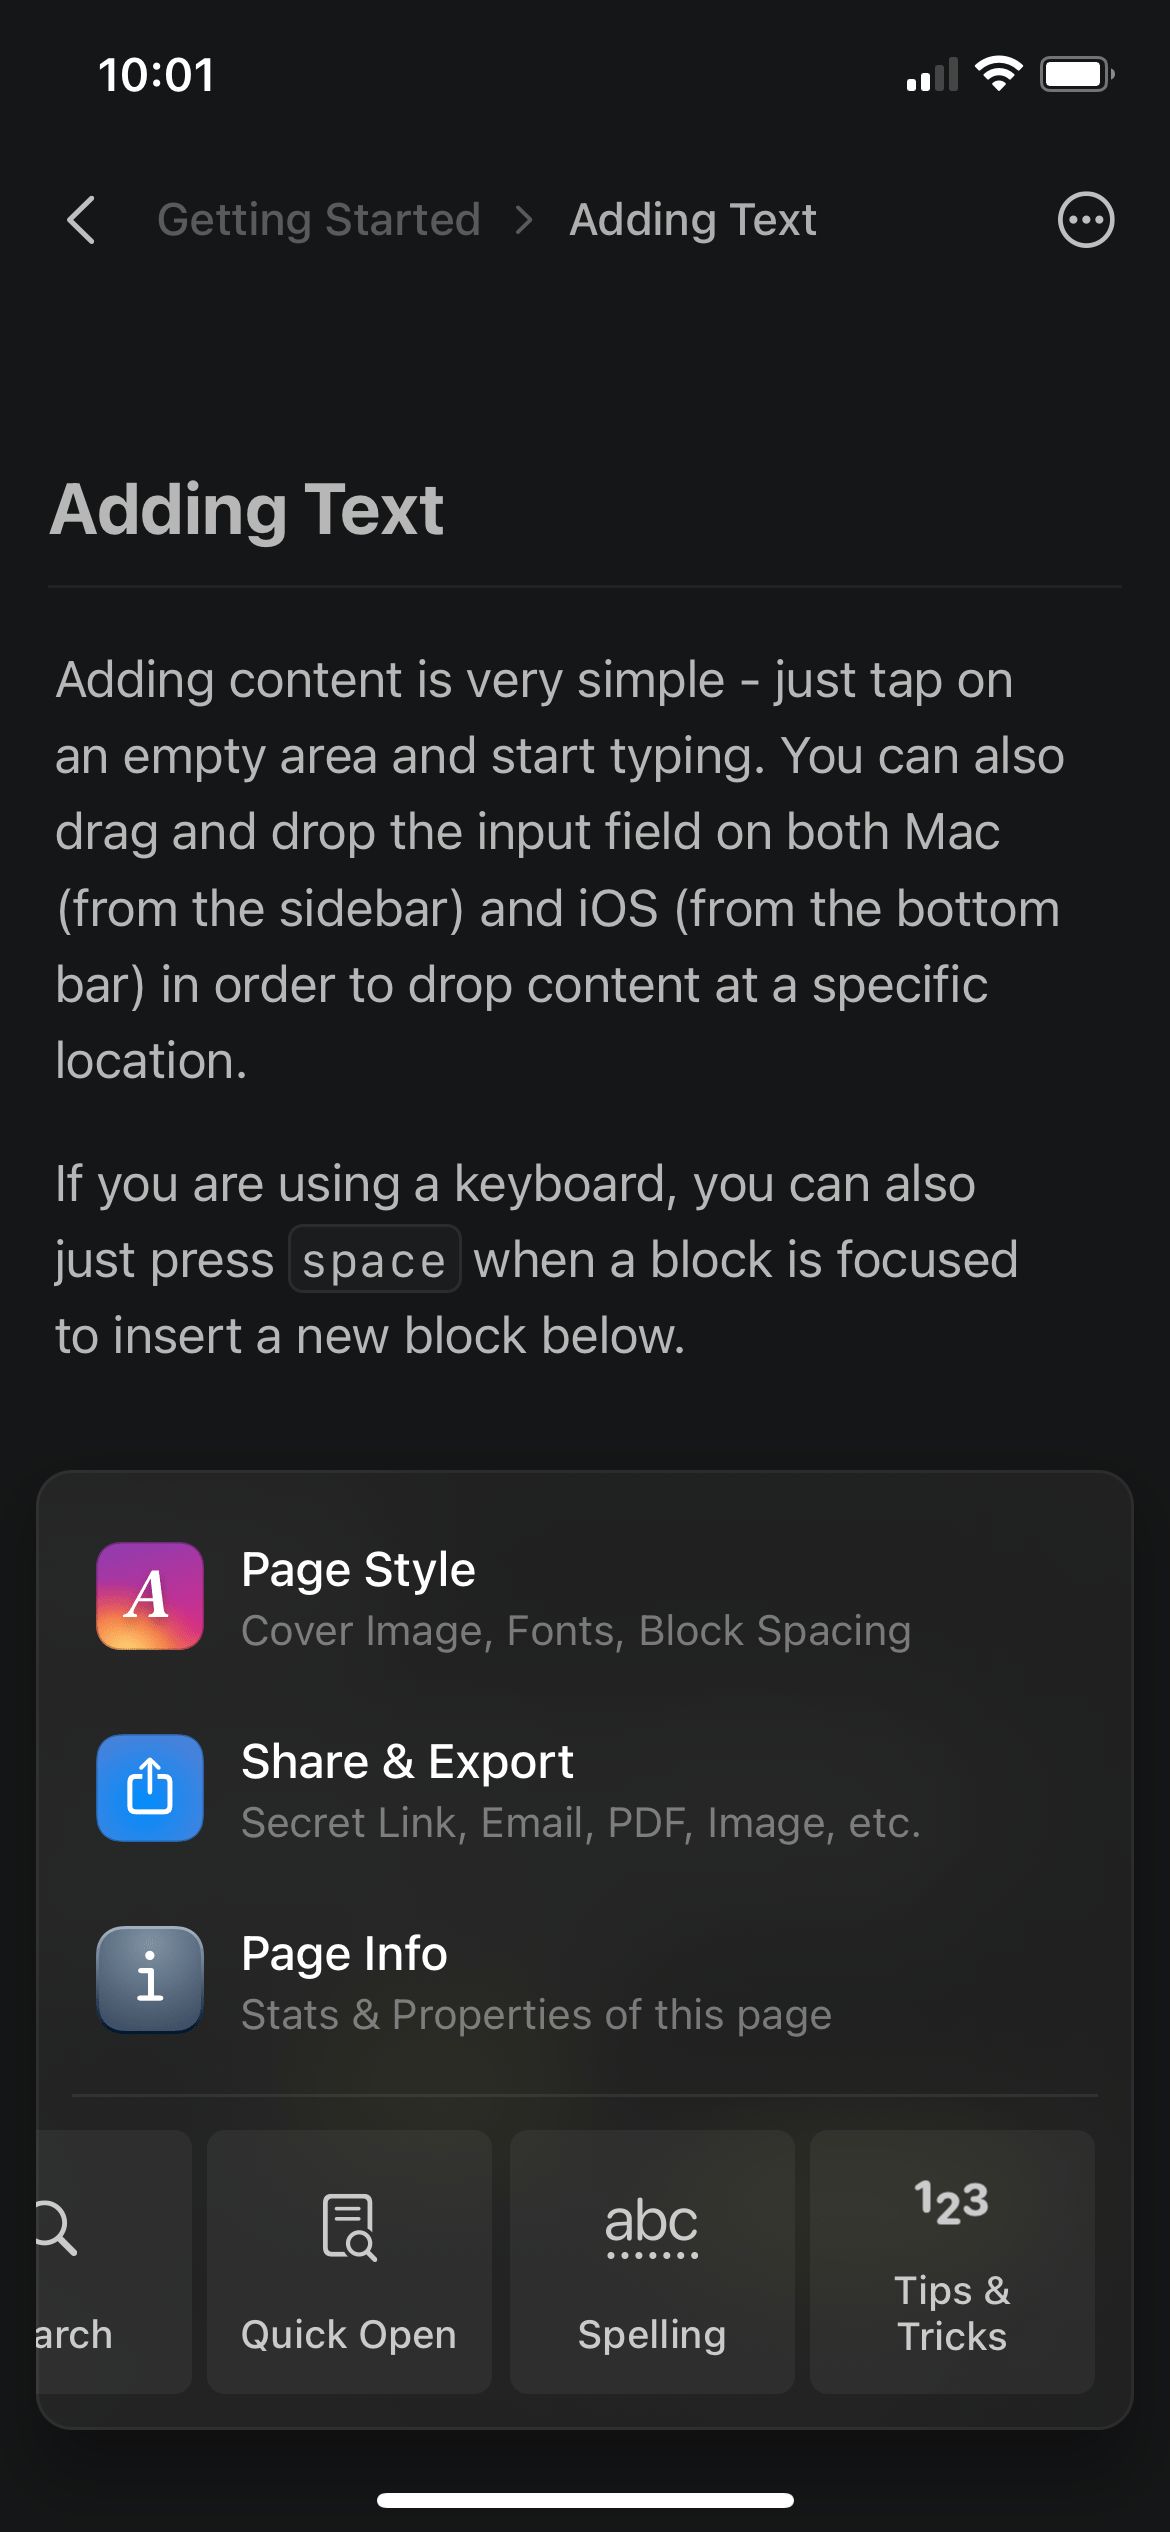 10:01
Getting Started > Adding Text
Adding Text
Adding content is very simple - just tap on
an empty area and start typing. You can also
drag and drop the input field on both Mac
(from the sidebar) and iOS (from the bottom
bar) in order to drop content at a specific
location.
If you are using a keyboard, you can also
just press space when a block is focused
to insert a new block below.
A
Page Style
Cover Image, Fonts, Block Spacing
Share & Export
Secret Link, Email, PDF, Image, etc.
i
Page Info
Stats & Properties of this page
arch
Quick Open
abc
Spelling
123
Tips &
Tricks